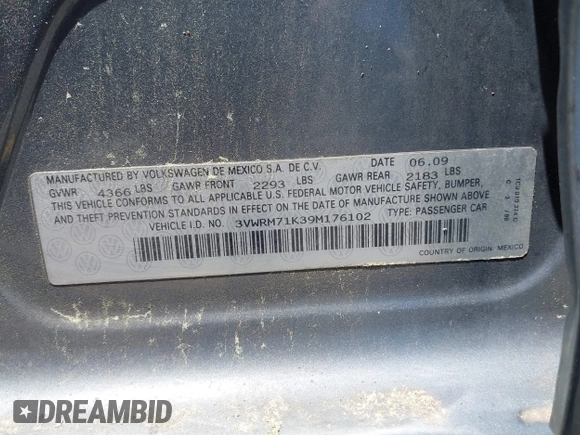 MANUFACTURED BY VOLKSWAGEN DE MEXICO S.A. DE C.V. DATE 06.09
GVWR 4366 LBS GAWR FRONT 2293 LBS GAWR REAR 2183 LBS
THIS VEHICLE CONFORMS TO ALL APPLICABLE U.S. FEDERAL MOTOR VEHICLE SAFETY, BUMPER,
AND THEFT PREVENTION STANDARDS IN EFFECT ON THE DATE OF MANUFACTURE SHOWN ABOVE.
VEHICLE I.D. NO. 3VWRM71K39M176102 TYPE: PASSENGER CAR
COUNTRY OF ORIGIN: MEXICO
DREAMBID